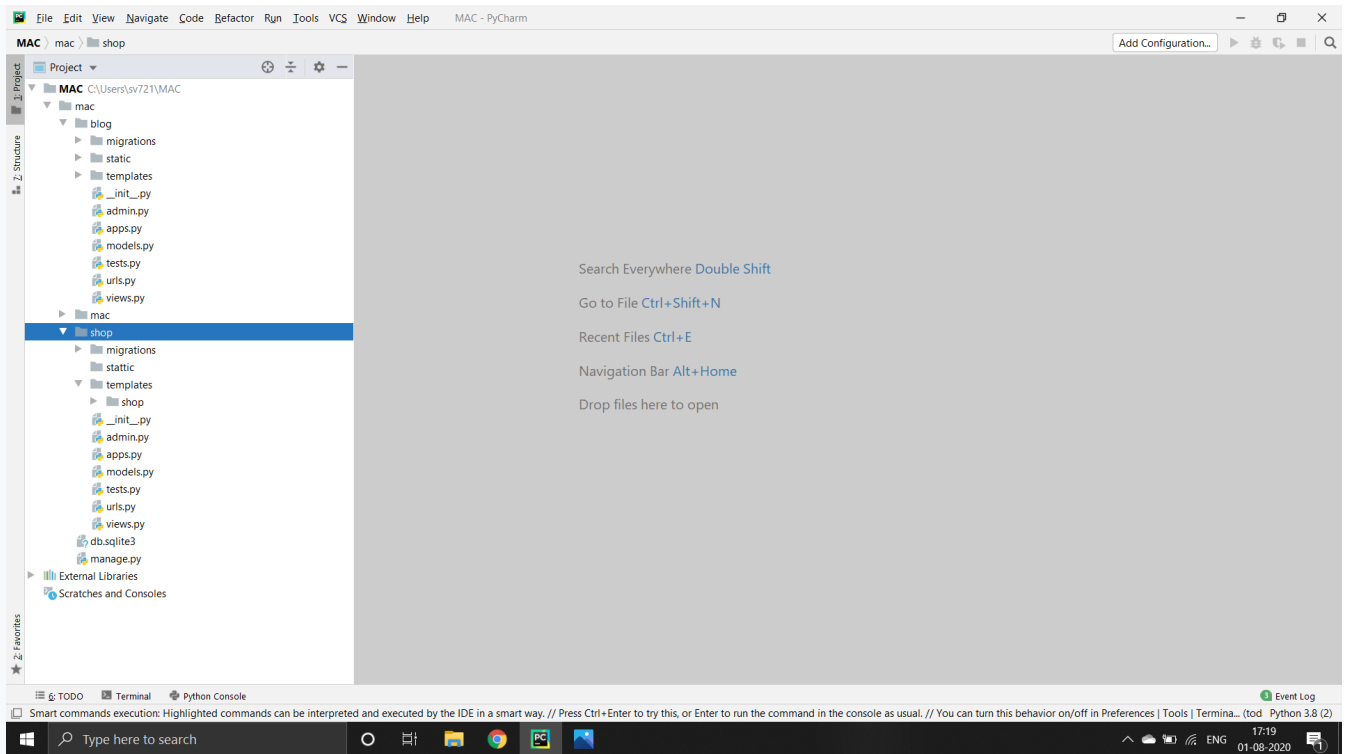 PC File Edit View Navigate Code Refactor Run Tools VCS Window Help MAC - PyCharm
MAC mac shop Add Configuration...
1: Project
Project
MAC C:\Users\sv721\MAC
mac
blog
migrations
static
templates
__init__.py
admin.py
apps.py
models.py
tests.py
urls.py
views.py
mac
shop
migrations
stattic
templates
shop
__init__.py
admin.py
apps.py
models.py
tests.py
urls.py
views.py
db.sqlite3
manage.py
External Libraries
Scratches and Consoles
7: Structure
2: Favorites
Search Everywhere Double Shift
Go to File Ctrl+Shift+N
Recent Files Ctrl+E
Navigation Bar Alt+Home
Drop files here to open
6: TODO Terminal Python Console 3 Event Log
Smart commands execution: Highlighted commands can be interpreted and executed by the IDE in a smart way. // Press Ctrl+Enter to try this, or Enter to run the command in the console as usual. // You can turn this behavior on/off in Preferences | Tools | Termina... (tod Python 3.8 (2)
Type here to search PC ENG 17:19
01-08-2020 1